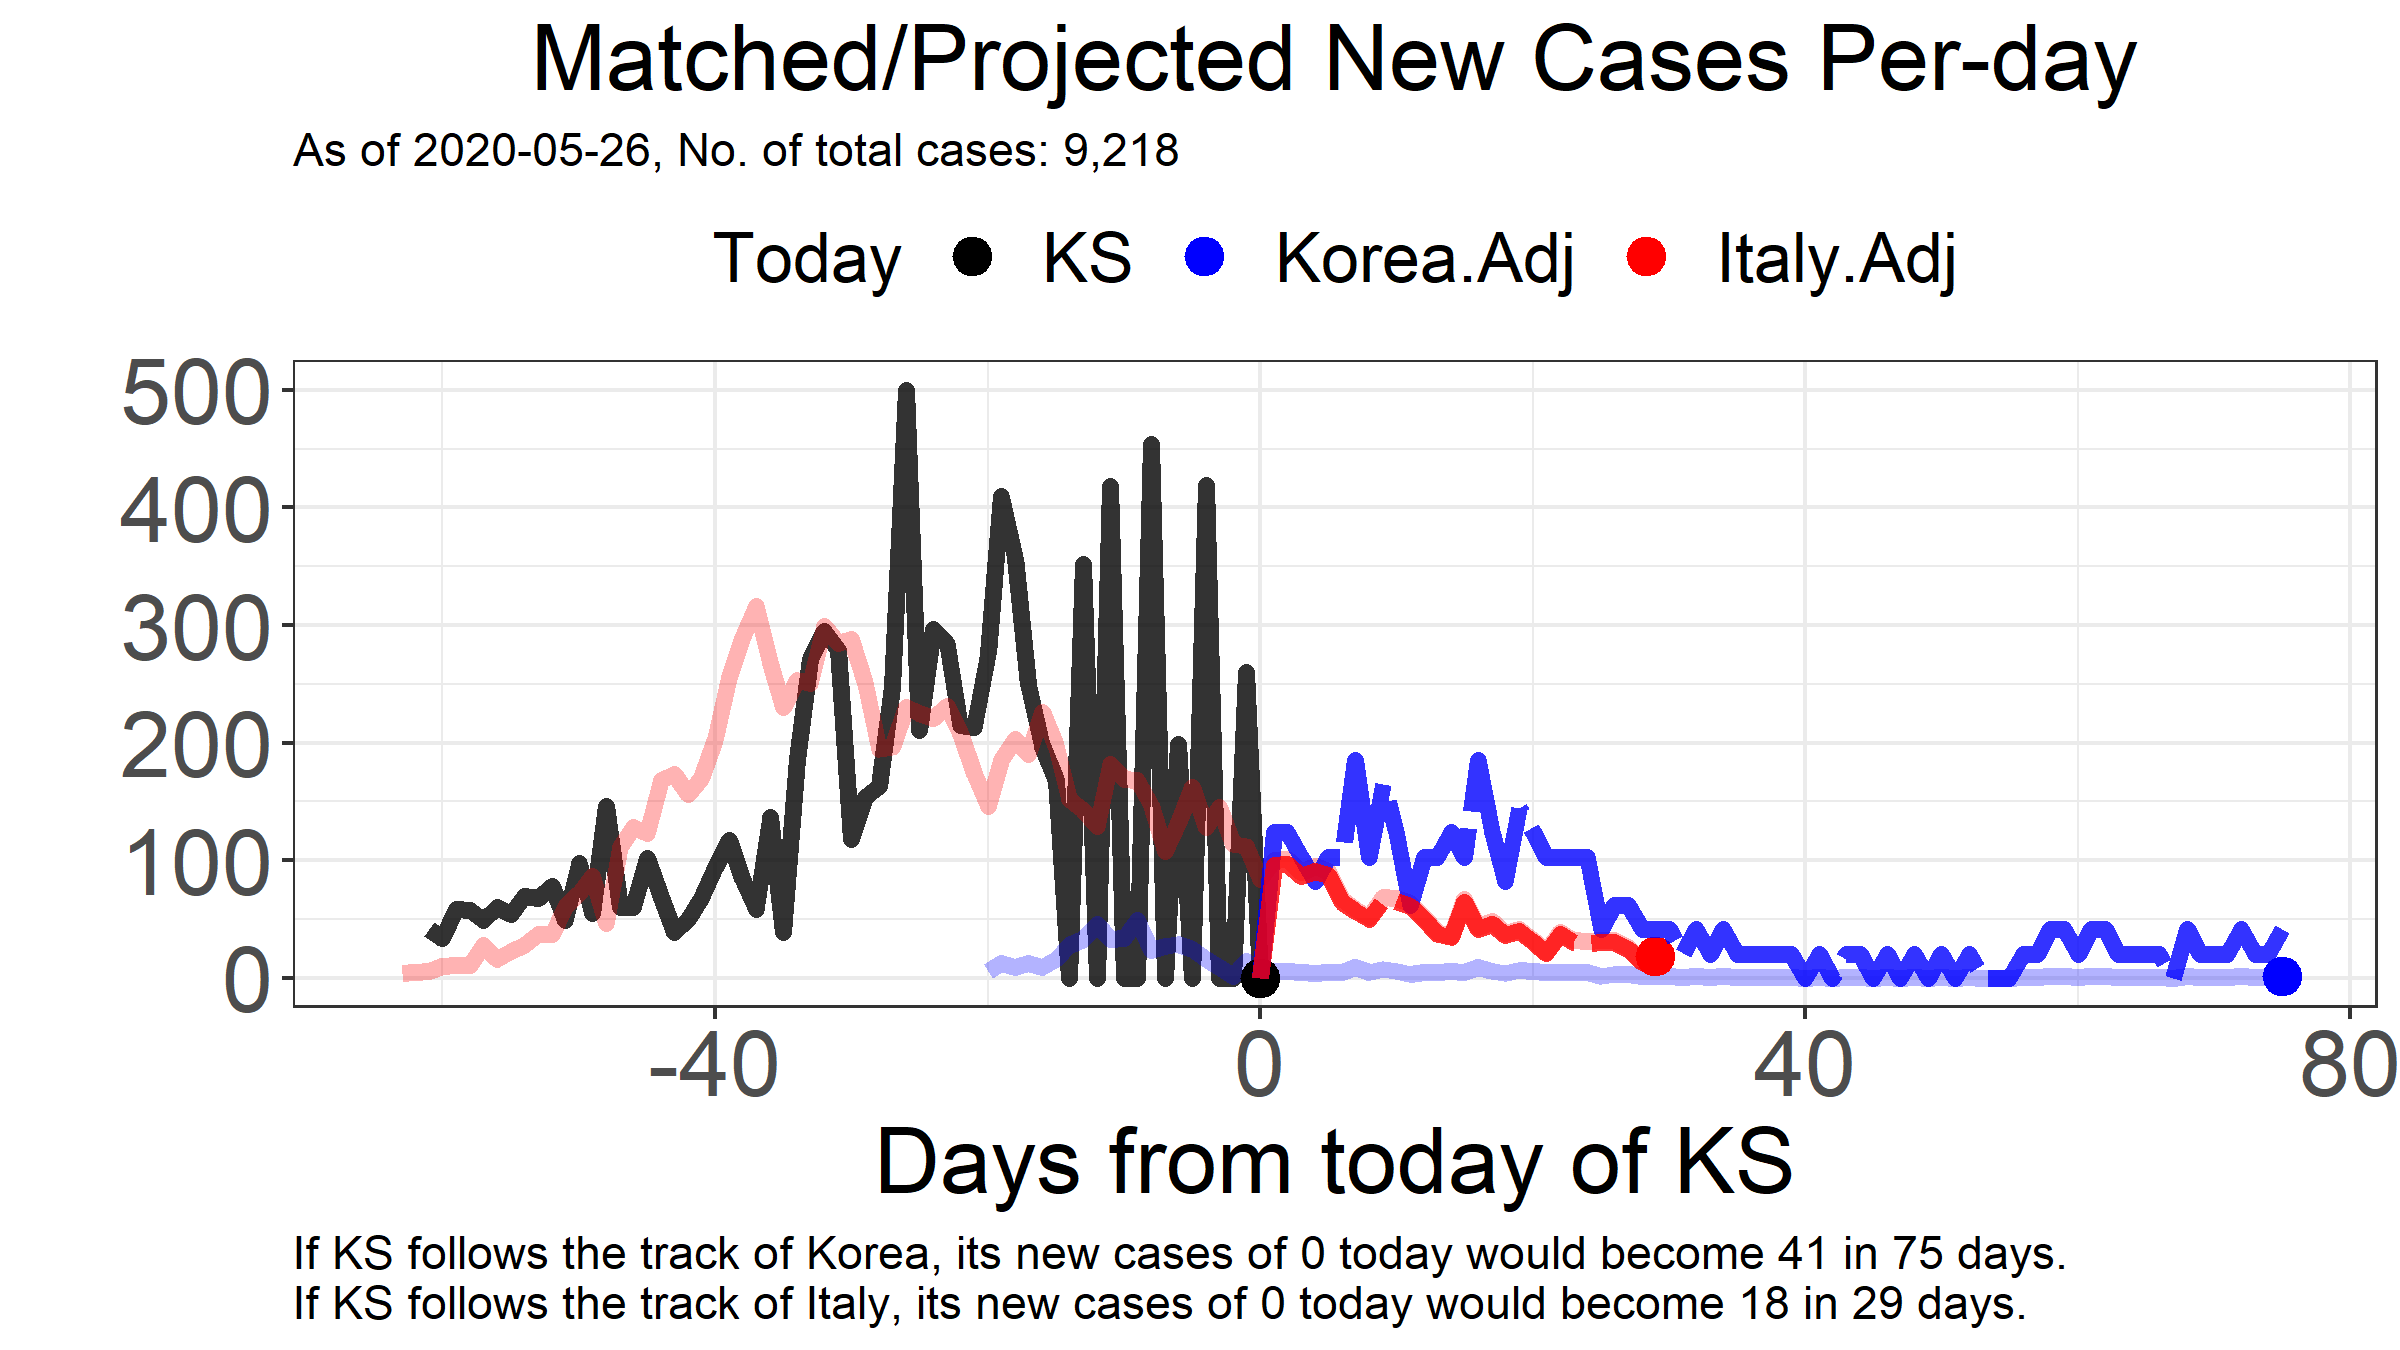 Matched/Projected New Cases Per-day
As of 2020-05-26, No. of total cases: 9,218
Today KS Korea.Adj Italy.Adj
500
400
300
200
100
0
-40 0 40 80
Days from today of KS
If KS follows the track of Korea, its new cases of 0 today would become 41 in 75 days.
If KS follows the track of Italy, its new cases of 0 today would become 18 in 29 days.